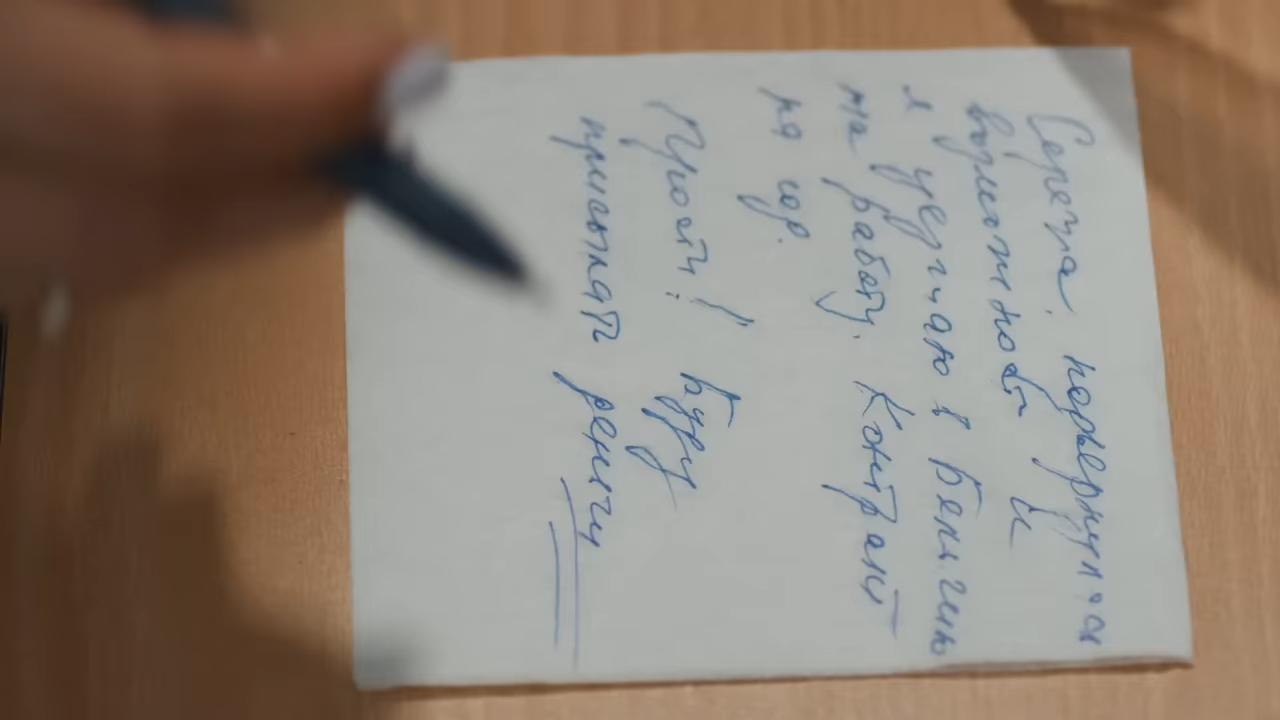 Сережа, подвернулась
возможность и
я уезжаю в Бельгию
на работу. Контракт
на год.
Прости! Буду
присылать деньги